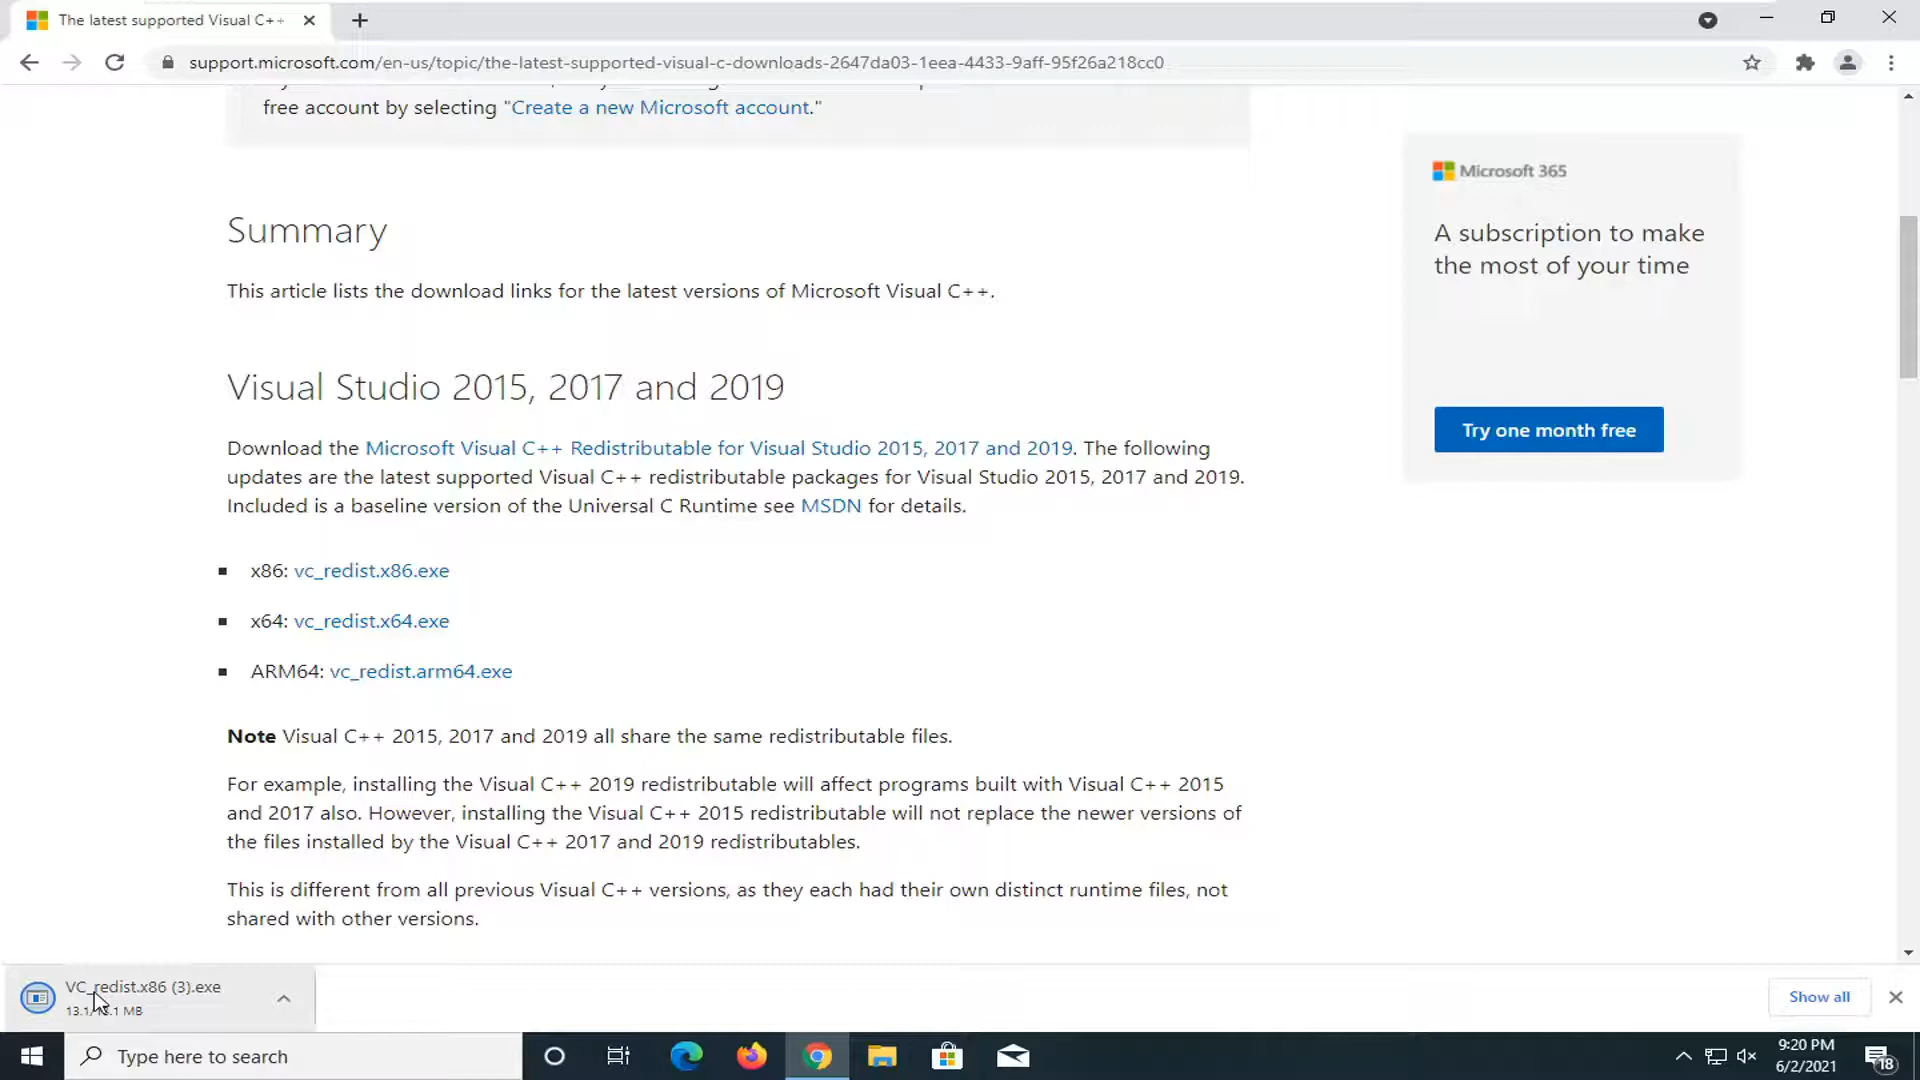 The latest supported Visual C++
support.microsoft.com/en-us/topic/the-latest-supported-visual-c-downloads-2647da03-1eea-4433-9aff-95f26a218cc0
free account by selecting "Create a new Microsoft account."
Microsoft 365
A subscription to make
the most of your time
Try one month free
Summary
This article lists the download links for the latest versions of Microsoft Visual C++.
Visual Studio 2015, 2017 and 2019
Download the Microsoft Visual C++ Redistributable for Visual Studio 2015, 2017 and 2019. The following
updates are the latest supported Visual C++ redistributable packages for Visual Studio 2015, 2017 and 2019.
Included is a baseline version of the Universal C Runtime see MSDN for details.
x86: vc_redist.x86.exe
x64: vc_redist.x64.exe
ARM64: vc_redist.arm64.exe
Note Visual C++ 2015, 2017 and 2019 all share the same redistributable files.
For example, installing the Visual C++ 2019 redistributable will affect programs built with Visual C++ 2015
and 2017 also. However, installing the Visual C++ 2015 redistributable will not replace the newer versions of
the files installed by the Visual C++ 2017 and 2019 redistributables.
This is different from all previous Visual C++ versions, as they each had their own distinct runtime files, not
shared with other versions.
VC_redist.x86 (3).exe
MB
Show all
Type here to search
9:20 PM
6/2/2021
18